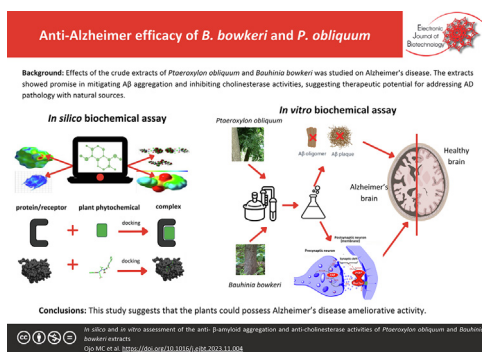 Anti-Alzheimer efficacy of B. bowkeri and P. obliquum
Electronic
Journal of
Biotechnology
Background: Effects of the crude extracts of Ptaeroxylon obliquum and Bauhinia bowkeri was studied on Alzheimer's disease. The extracts
showed promise in mitigating Aβ aggregation and inhibiting cholinesterase activities, suggesting therapeutic potential for addressing AD
pathology with natural sources.
In silico biochemical assay
In vitro biochemical assay
Ptaeroxylon obliquum
Aβ-oligomer
Aβ plaque
Healthy
brain
Alzheimer's
brain
protein/receptor
plant phytochemical
complex
docking
docking
Presynaptic neuron
Postsynaptic neuron
(membrane)
Bauhinia bowkeri
Conclusions: This study suggests that the plants could possess Alzheimer's disease ameliorative activity.
In silico and in vitro assessment of the anti- β-amyloid aggregation and anti-cholinesterase activities of Ptaeroxylon obliquum and Bauhinia
bowkeri extracts
Ojo MC et al. https://doi.org/10.1016/j.ejbt.2023.11.004